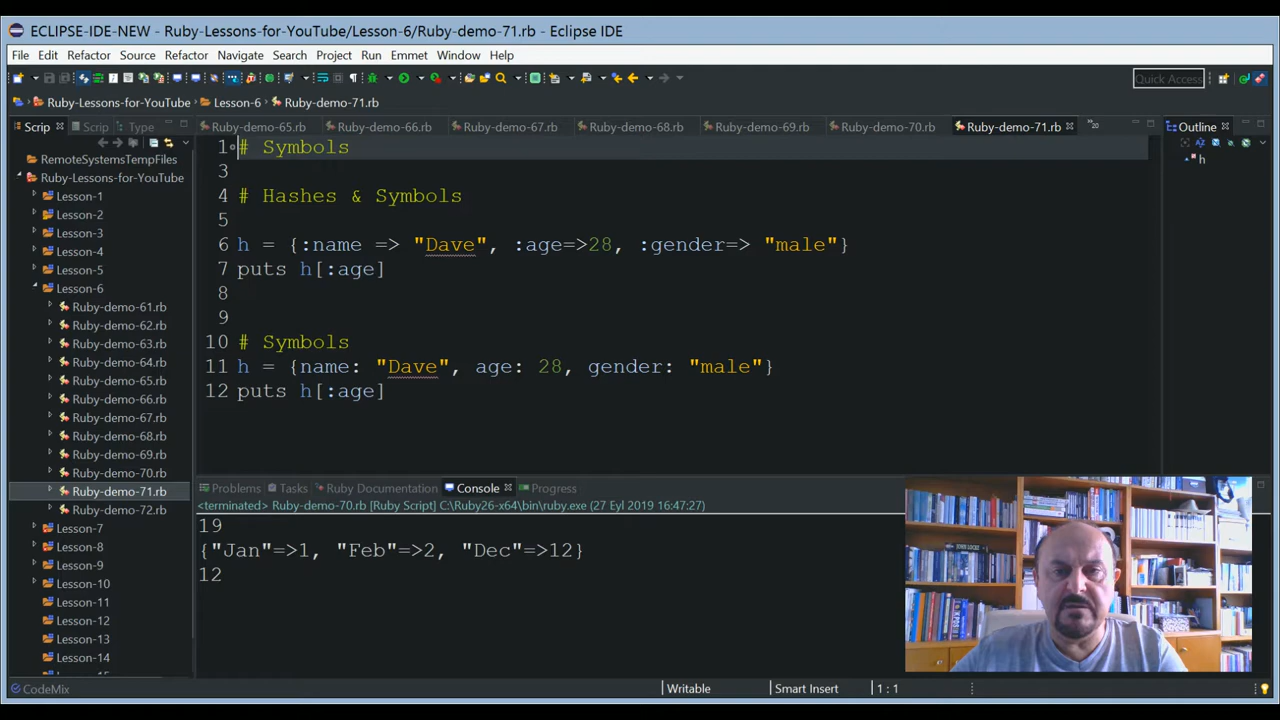 ECLIPSE-IDE-NEW - Ruby-Lessons-for-YouTube/Lesson-6/Ruby-demo-71.rb - Eclipse IDE
File Edit Refactor Source Refactoring Navigate Search Project Run Emmet Window Help
Quick Access
Ruby-Lessons-for-YouTube Lesson-6 Ruby-demo-71.rb
Scrip Scrip Type
Ruby-demo-65.rb Ruby-demo-66.rb Ruby-demo-67.rb Ruby-demo-68.rb Ruby-demo-69.rb Ruby-demo-70.rb Ruby-demo-71.rb 20
Outline
h
RemoteSystemsTempFiles
Ruby-Lessons-for-YouTube
Lesson-1
Lesson-2
Lesson-3
Lesson-4
Lesson-5
Lesson-6
Ruby-demo-61.rb
Ruby-demo-62.rb
Ruby-demo-63.rb
Ruby-demo-64.rb
Ruby-demo-65.rb
Ruby-demo-66.rb
Ruby-demo-67.rb
Ruby-demo-68.rb
Ruby-demo-69.rb
Ruby-demo-70.rb
Ruby-demo-71.rb
Ruby-demo-72.rb
Lesson-7
Lesson-8
Lesson-9
Lesson-10
Lesson-11
Lesson-12
Lesson-13
Lesson-14
1 # Symbols
3
4 # Hashes & Symbols
5
6 h = {:name => "Dave", :age=>28, :gender=> "male"}
7 puts h[:age]
8
9
10 # Symbols
11 h = {name: "Dave", age: 28, gender: "male"}
12 puts h[:age]
Problems Tasks Ruby Documentation Console Progress
<terminated> Ruby-demo-70.rb [Ruby Script] C:\Ruby26-x64\bin\ruby.exe (27 Eyl 2019 16:47:27)
19
{"Jan"=>1, "Feb"=>2, "Dec"=>12}
12
CodeMix
Writable Smart Insert 1 : 1